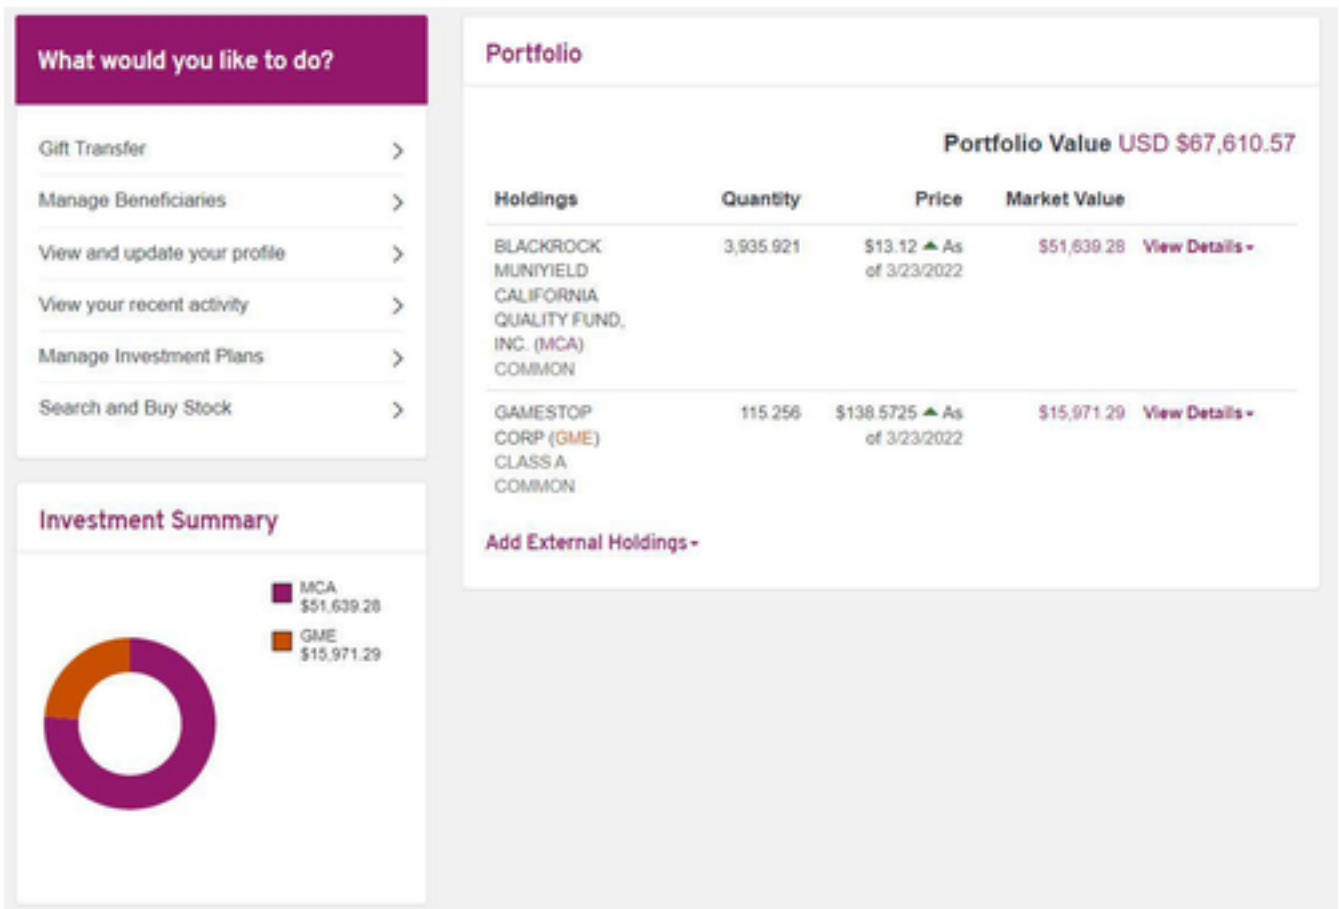 What would you like to do?
Gift Transfer
Manage Beneficiaries
View and update your profile
View your recent activity
Manage Investment Plans
Search and Buy Stock
Investment Summary
MCA
$51,639.28
GME
$15,971.29
Portfolio
Portfolio Value USD $67,610.57
Holdings Quantity Price Market Value
BLACKROCK 3,935.921 $13.12 ▲ As $51,639.28 View Details
MUNIYIELD of 3/23/2022
CALIFORNIA
QUALITY FUND,
INC. (MCA)
COMMON
GAMESTOP 115.256 $138.5725 ▲ As $15,971.29 View Details
CORP (GME) of 3/23/2022
CLASS A
COMMON
Add External Holdings